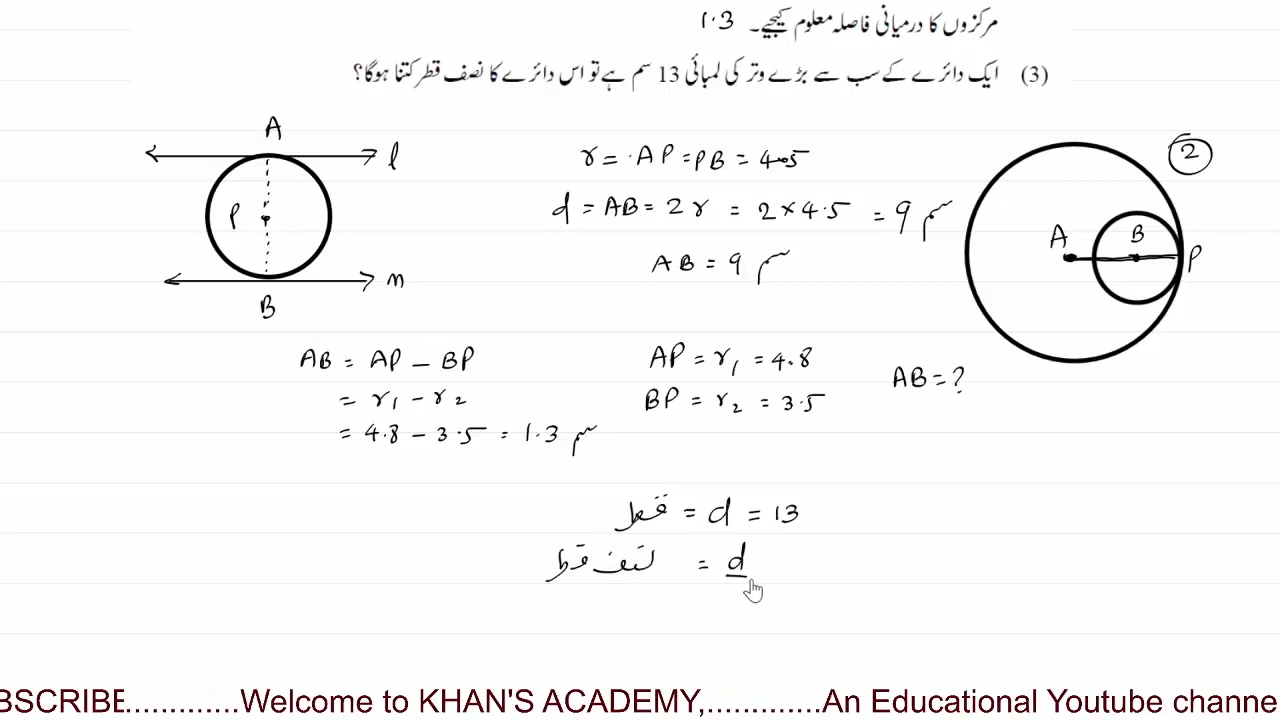 مرکزوں کا درمیانی فاصلہ معلوم کیجیے۔ 1.3
(3) ایک دائرے کے سب سے بڑے وتر کی لمبائی 13 سم ہے تو اس دائرے کا نصف قطر کتنا ہوگا؟
A
l
P
m
B
r = AP = PB = 4.5
d = AB = 2r = 2×4.5 = 9 سم
AB = 9 سم
2
A B P
AB = AP − BP
= r₁ − r₂
= 4.8 − 3.5 = 1.3 سم
AP = r₁ = 4.8
BP = r₂ = 3.5
AB = ?
قطر = d = 13
نصف قطر = d
BSCRIBE.............Welcome to KHAN'S ACADEMY,.............An Educational Youtube channe